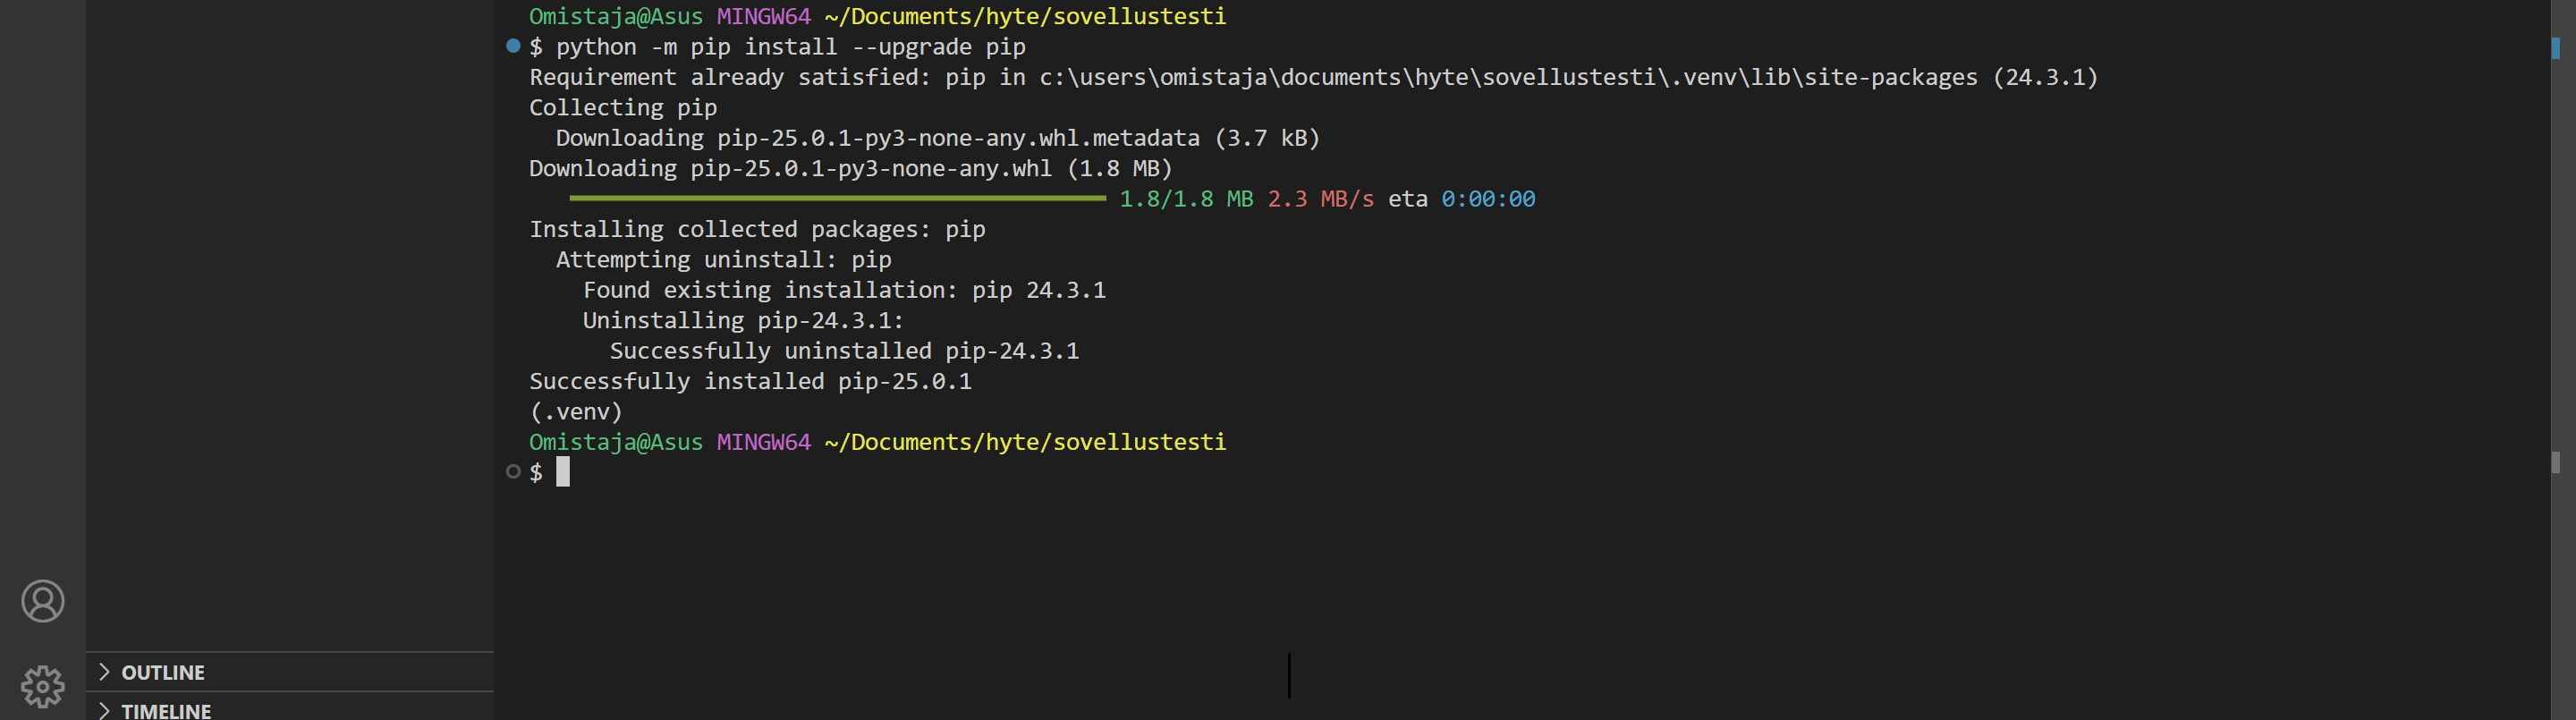 Omistaja@Asus MINGW64 ~/Documents/hyte/sovellustesti
$ python -m pip install --upgrade pip
Requirement already satisfied: pip in c:\users\omistaja\documents\hyte\sovellustesti\.venv\lib\site-packages (24.3.1)
Collecting pip
  Downloading pip-25.0.1-py3-none-any.whl.metadata (3.7 kB)
Downloading pip-25.0.1-py3-none-any.whl (1.8 MB)
1.8/1.8 MB 2.3 MB/s eta 0:00:00
Installing collected packages: pip
  Attempting uninstall: pip
    Found existing installation: pip 24.3.1
    Uninstalling pip-24.3.1:
      Successfully uninstalled pip-24.3.1
Successfully installed pip-25.0.1
(.venv)
Omistaja@Asus MINGW64 ~/Documents/hyte/sovellustesti
$
OUTLINE
TIMELINE